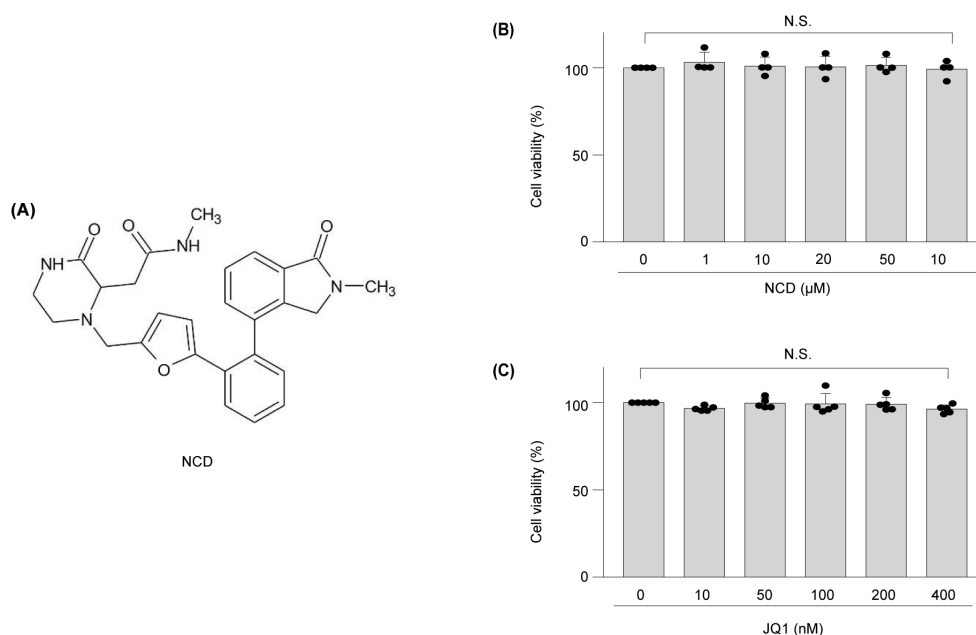 (A)
O
NH
O
N
H
CH3
N
O
O
N
CH3
NCD
(B)
N.S.
Cell viability (%)
100
50
0
0 1 10 20 50 10
NCD (µM)
(C)
N.S.
Cell viability (%)
100
50
0
0 10 50 100 200 400
JQ1 (nM)